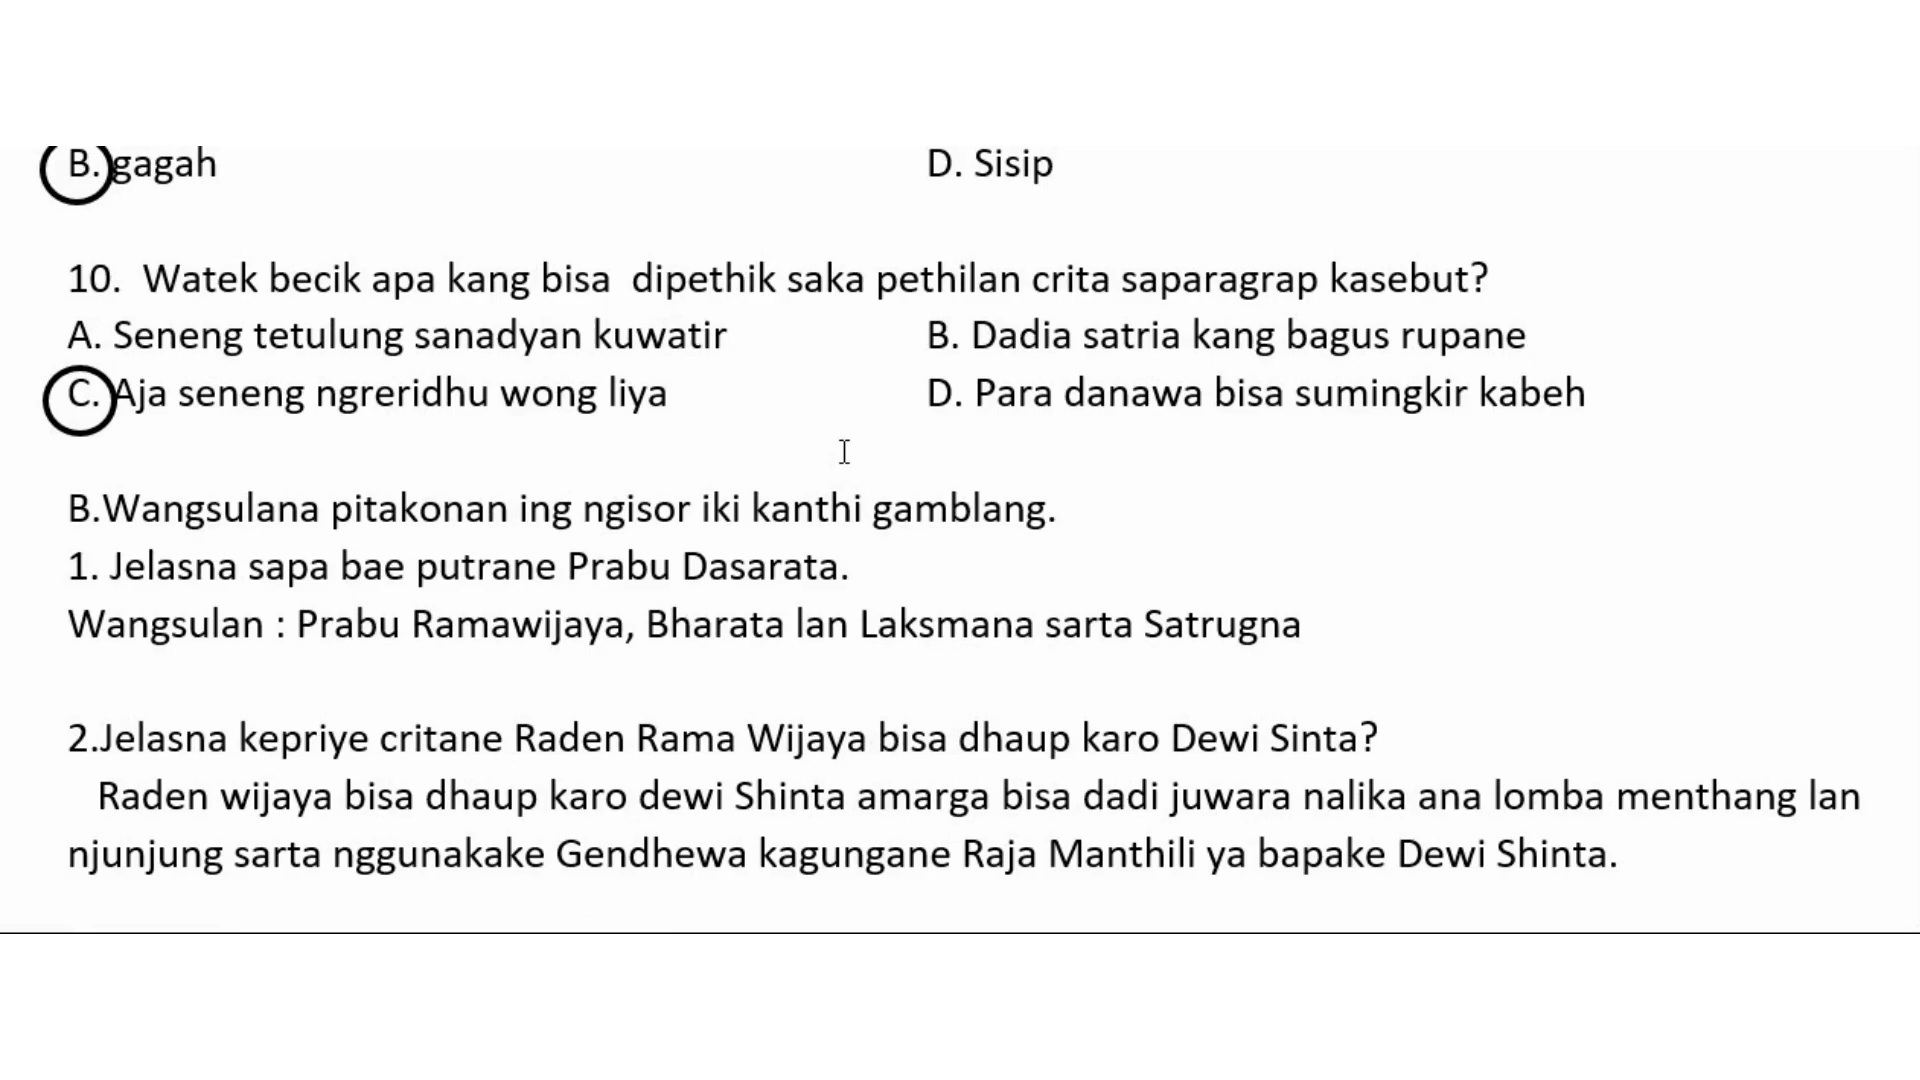 B. gagah D. Sisip
10. Watek becik apa kang bisa dipethik saka pethilan crita saparagrap kasebut?
A. Seneng tetulung sanadyan kuwatir B. Dadia satria kang bagus rupane
C. Aja seneng ngreridhu wong liya D. Para danawa bisa sumingkir kabeh
B.Wangsulana pitakonan ing ngisor iki kanthi gamblang.
1. Jelasna sapa bae putrane Prabu Dasarata.
Wangsulan : Prabu Ramawijaya, Bharata lan Laksmana sarta Satrugna
2.Jelasna kepriye critane Raden Rama Wijaya bisa dhaup karo Dewi Sinta?
Raden wijaya bisa dhaup karo dewi Shinta amarga bisa dadi juwara nalika ana lomba menthang lan
njunjung sarta nggunakake Gendhewa kagungane Raja Manthili ya bapake Dewi Shinta.